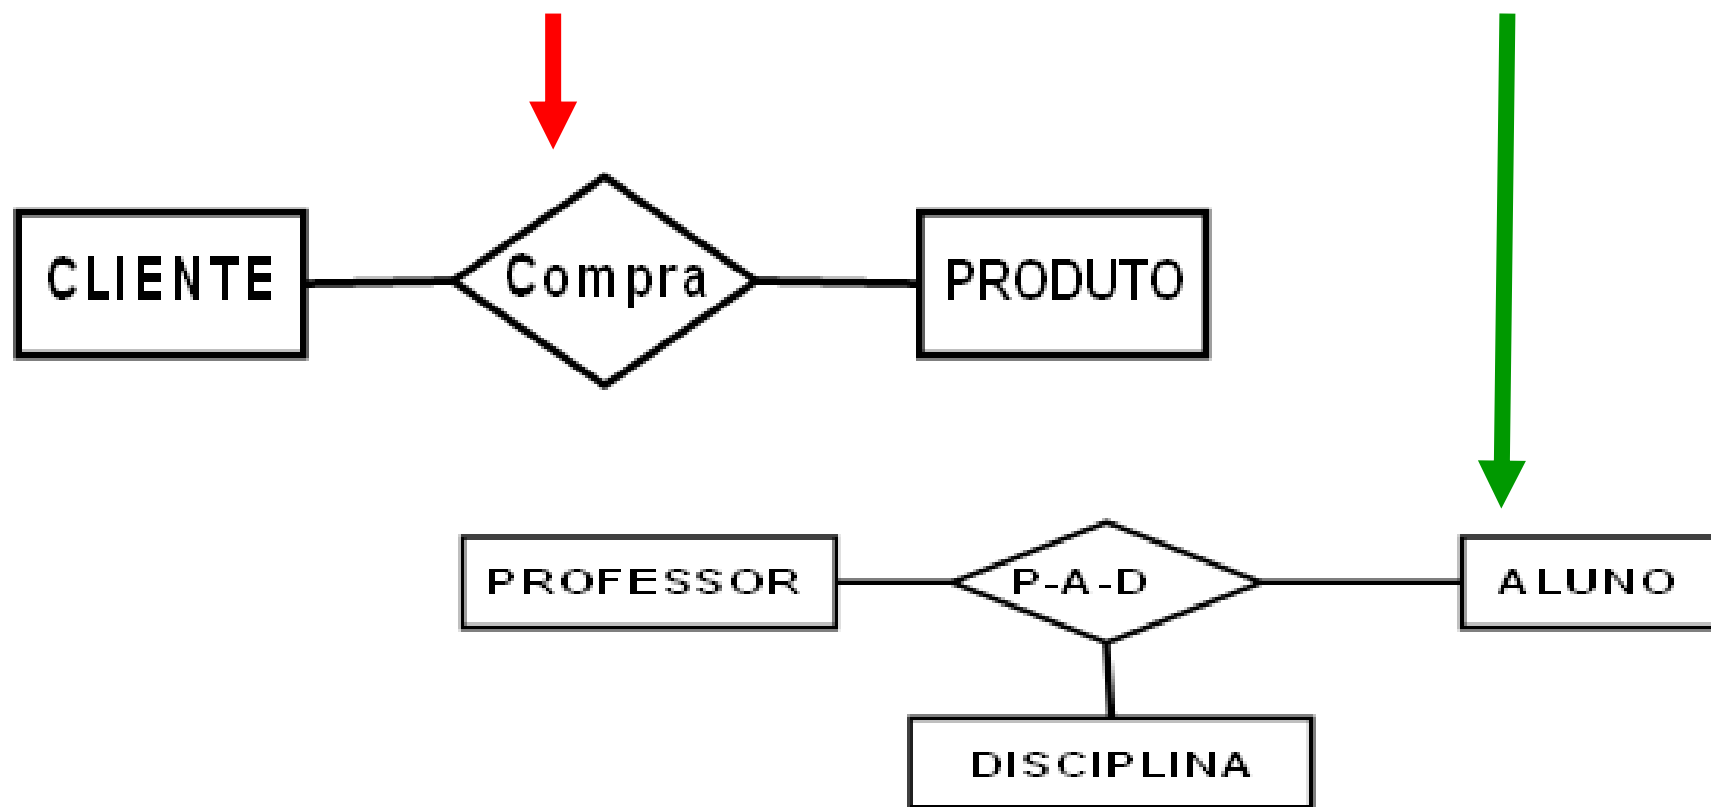 CLIENTE
Compra
PRODUTO
PROFESSOR
P-A-D
ALUNO
DISCIPLINA